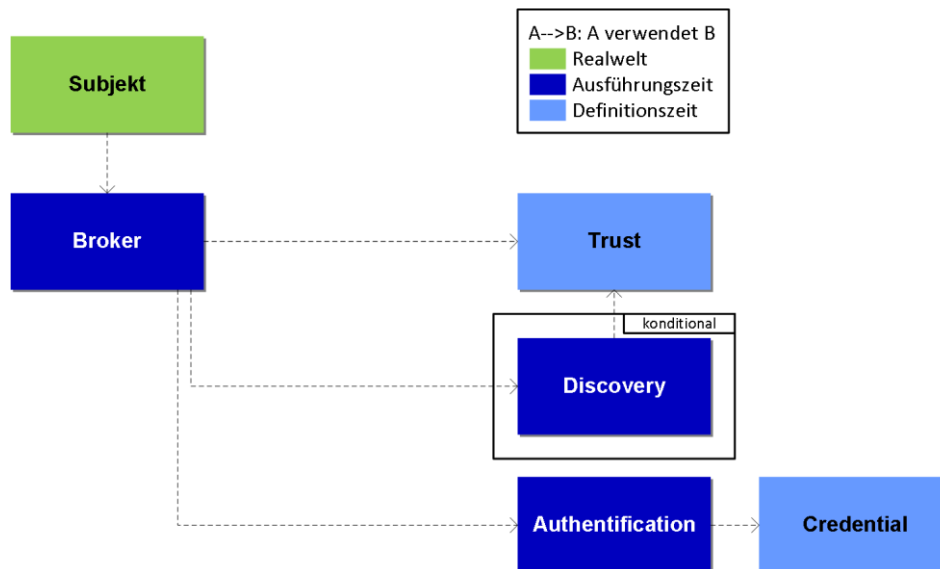 Subjekt
A-->B: A verwendet B
Realwelt
Ausführungszeit
Definitionszeit
Broker
Trust
konditional
Discovery
Authentification
Credential